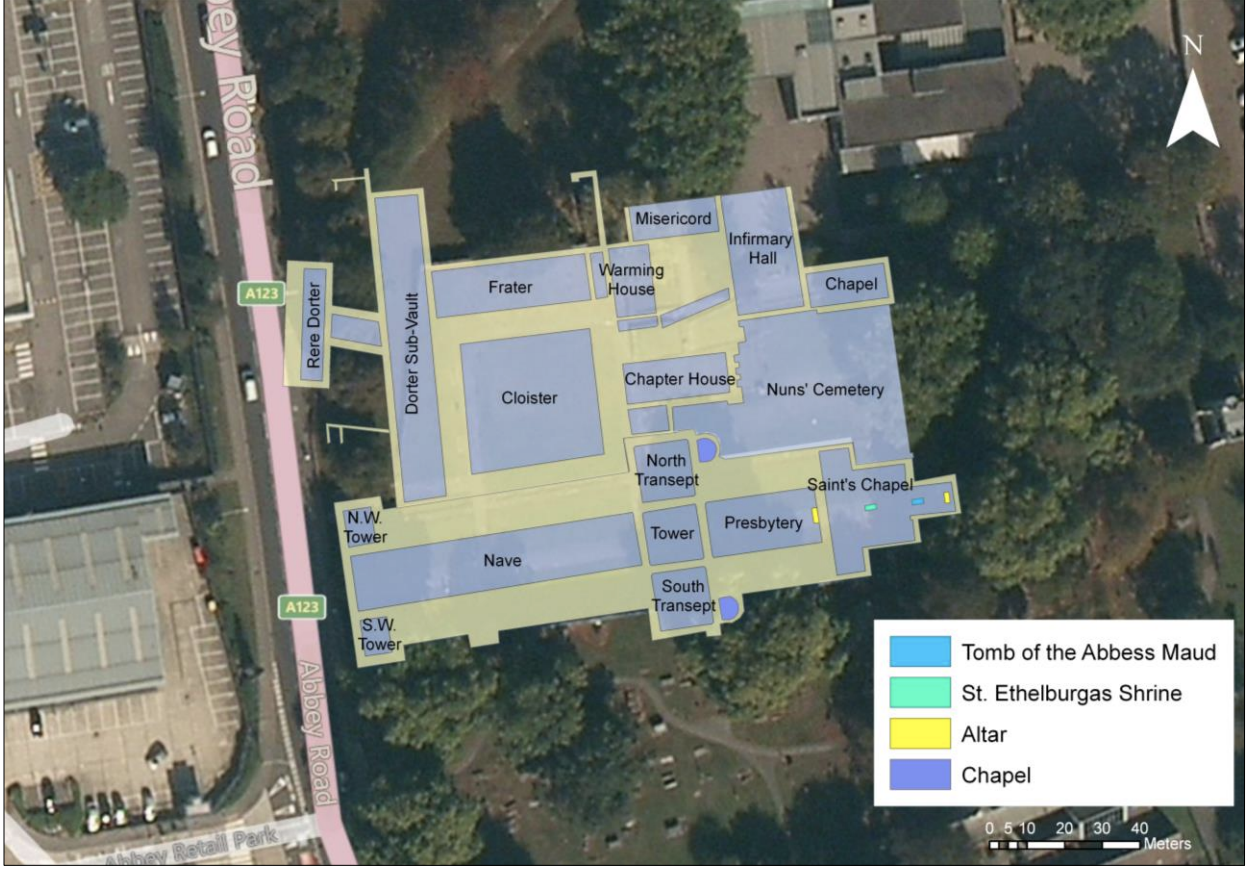 Abbey Road
N
Misericord
Infirmary
Hall
Warming
House
Chapel
Frater
A123
Rere Dorter
Dorter Sub-Vault
Cloister
Chapter House
Nuns' Cemetery
North
Transept
Saint's Chapel
N.W.
Tower
Nave
Tower
Presbytery
South
Transept
A123
S.W.
Tower
Abbey Road
Tomb of the Abbess Maud
St. Ethelburgas Shrine
Altar
Chapel
0 5 10 20 30 40
Meters
Abbey Retail Park